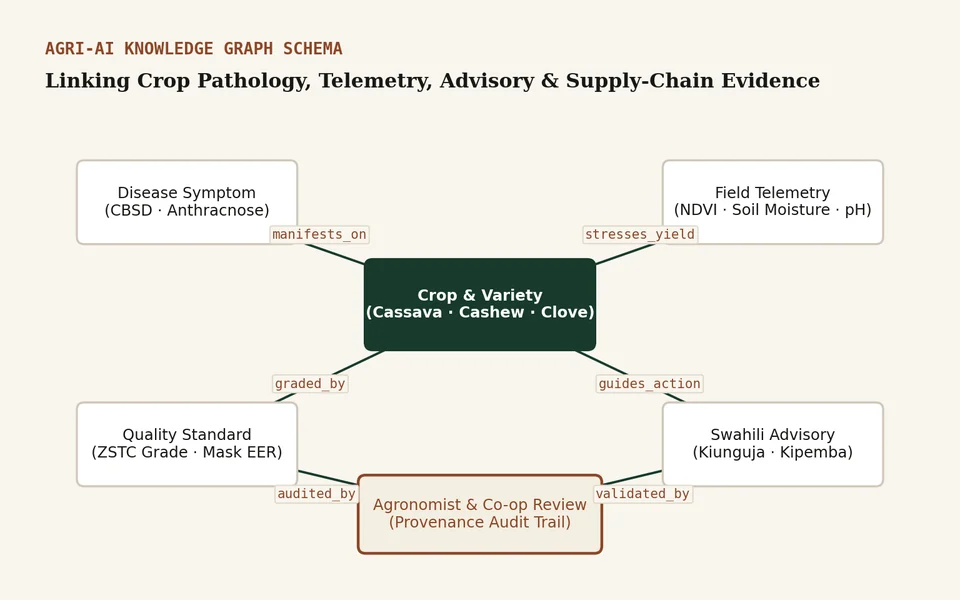 AGRI-AI KNOWLEDGE GRAPH SCHEMA
Linking Crop Pathology, Telemetry, Advisory & Supply-Chain Evidence
Disease Symptom
(CBSD · Anthracnose)
Field Telemetry
(NDVI · Soil Moisture · pH)
manifests_on
stresses_yield
Crop & Variety
(Cassava · Cashew · Clove)
graded_by
guides_action
Quality Standard
(ZSTC Grade · Mask EER)
Swahili Advisory
(Kiunguja · Kipemba)
audited_by
validated_by
Agronomist & Co-op Review
(Provenance Audit Trail)